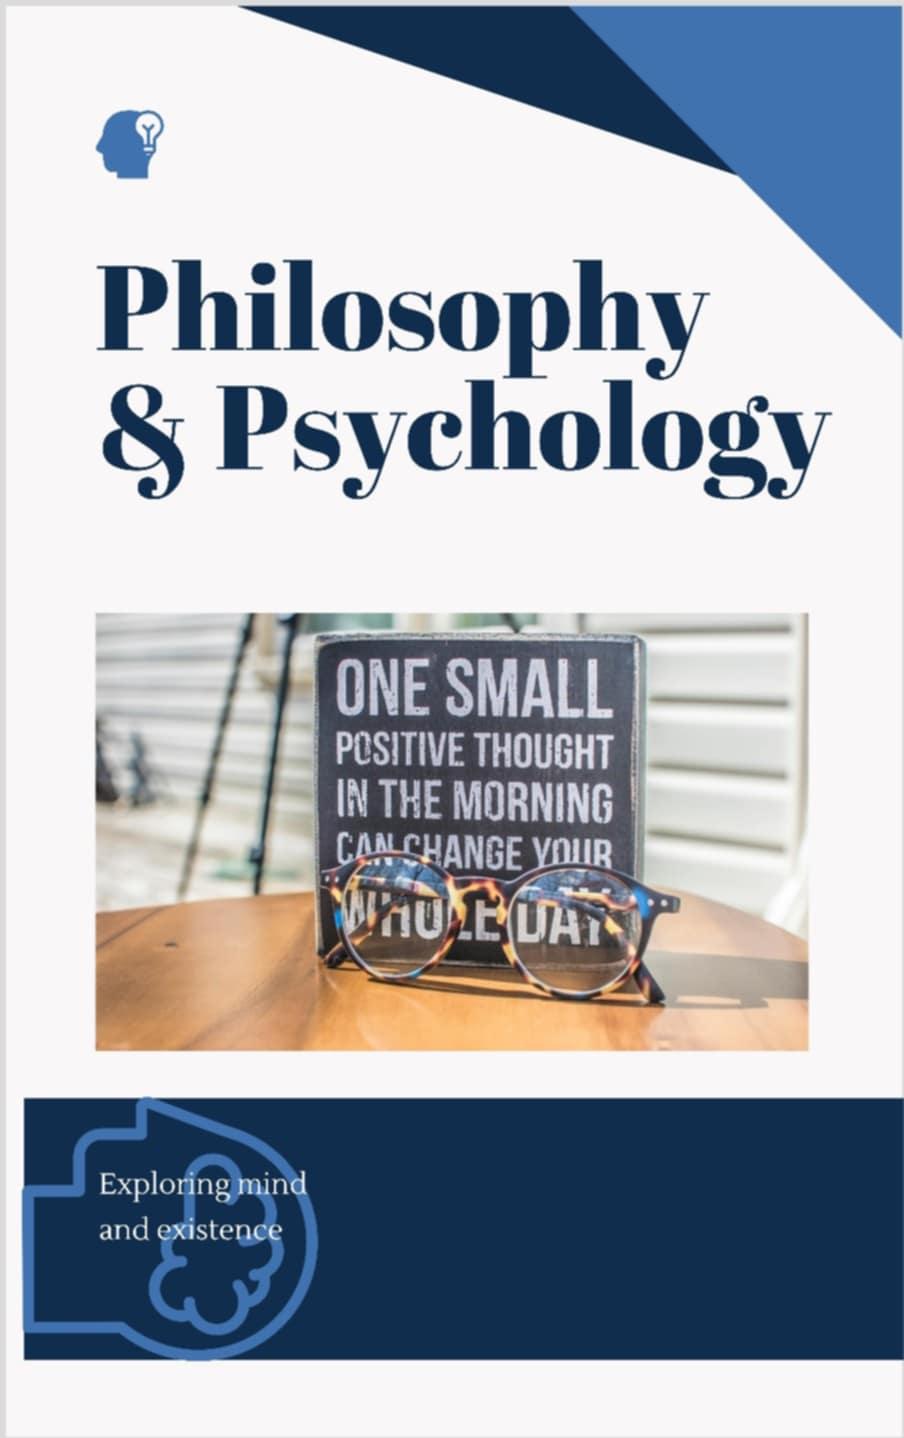 Philosophy
& Psychology
ONE SMALL
POSITIVE THOUGHT
IN THE MORNING
CAN CHANGE YOUR
WHOLE DAY
Exploring mind
and existence